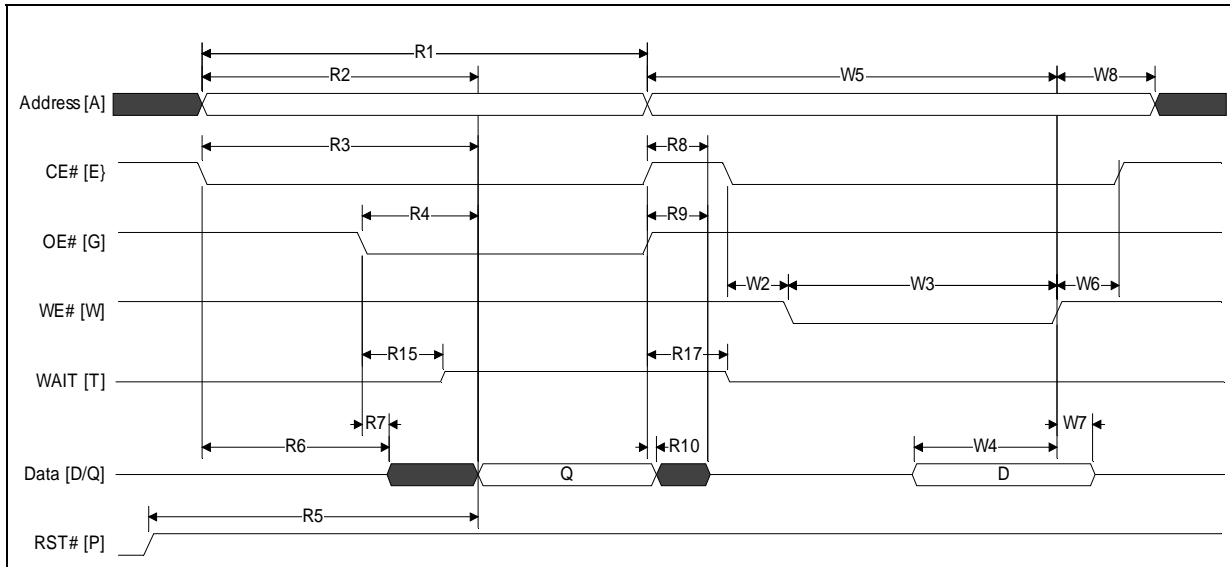 R1
R2
W5
W8
Address [A]
R3
R8
CE# [E}
R4
R9
OE# [G]
W2
W3
W6
WE# [W]
R15
R17
WAIT [T]
R7
R6
R10
W4
W7
Data [D/Q]
Q
D
R5
RST# [P]